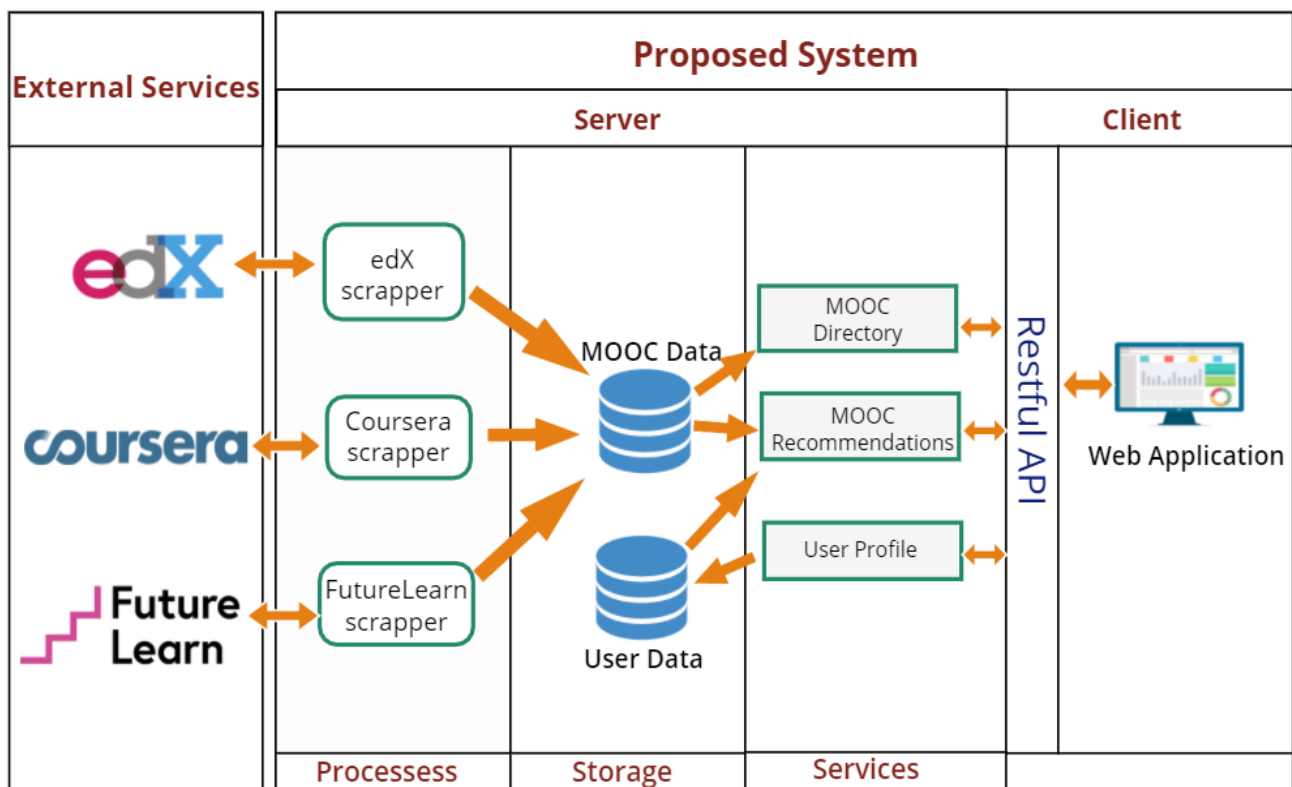 External Services
Proposed System
Server
Client
edX
edX
scrapper
MOOC
Directory
MOOC Data
coursera
Coursera
scrapper
MOOC
Recommendations
Restful API
Web Application
Future
Learn
FutureLearn
scrapper
User Profile
User Data
Processess
Storage
Services